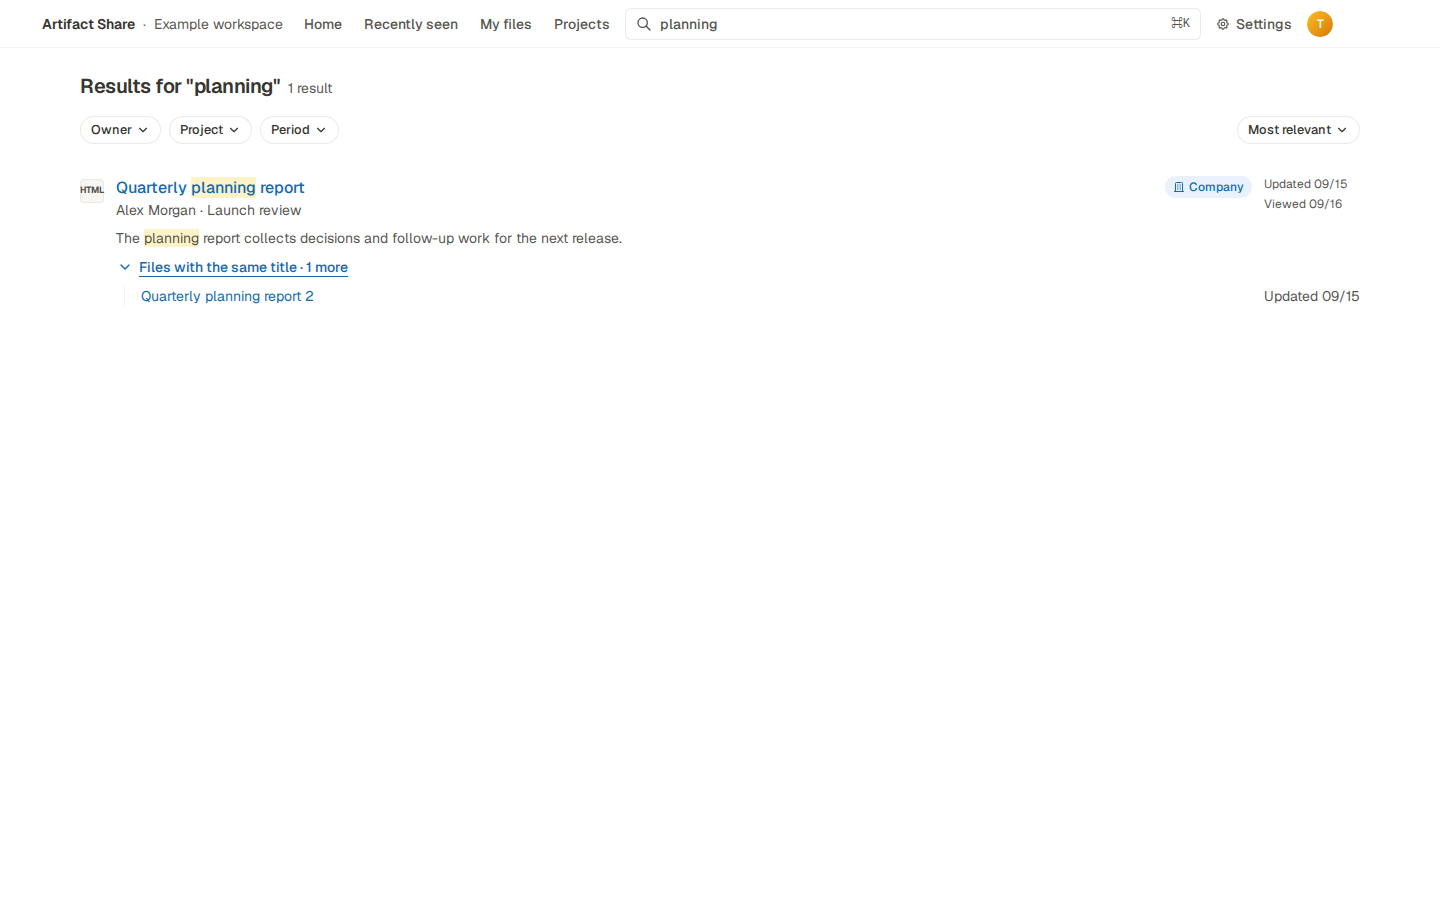 Artifact Share · Example workspace Home Recently seen My files Projects planning ⌘K Settings T
Results for "planning" 1 result
Owner Project Period Most relevant
HTML Quarterly planning report Company Updated 09/15
Alex Morgan · Launch review Viewed 09/16
The planning report collects decisions and follow-up work for the next release.
Files with the same title · 1 more
Quarterly planning report 2 Updated 09/15